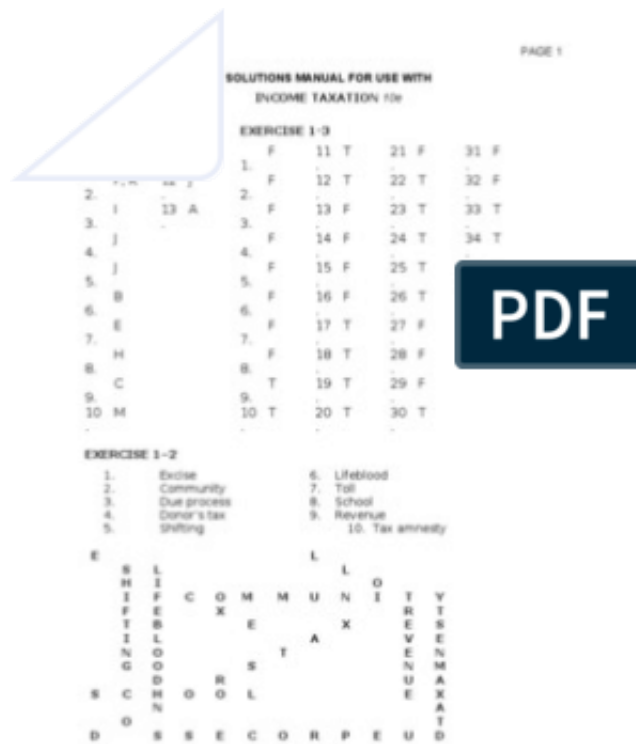 PAGE 1
SOLUTIONS MANUAL FOR USE WITH
INCOME TAXATION 10e
EXERCISE 1-3
F 11 T 21 F 31 F
1. . . .
F, K 12 J F 12 T 22 T 32 F
2. . 2. . . .
I 13 A F 13 F 23 T 33 T
3. . 3. . . .
J F 14 F 24 T 34 T
4. 4. . . .
J F 15 F 25 T
5. 5. . .
B F 16 F 26 T
6. 6. . .
E F 17 T 27 F
7. 7. . .
H F 18 T 28 F
8. 8. . .
C T 19 T 29 F
9. 9. . .
10 M 10 T 20 T 30 T
. . . .
PDF
EXERCISE 1-2
1. Excise 6. Lifeblood
2. Community 7. Toll
3. Due process 8. School
4. Donor's tax 9. Revenue
5. Shifting 10. Tax amnesty
E L
S L L
H I O
I F C O M M U N I T Y
F E X R T
T B E X E S
I L A V E
N O T E N
G O S N M
D R U A
S C H O O L E X
N A
O T
D S S E C O R P E U D